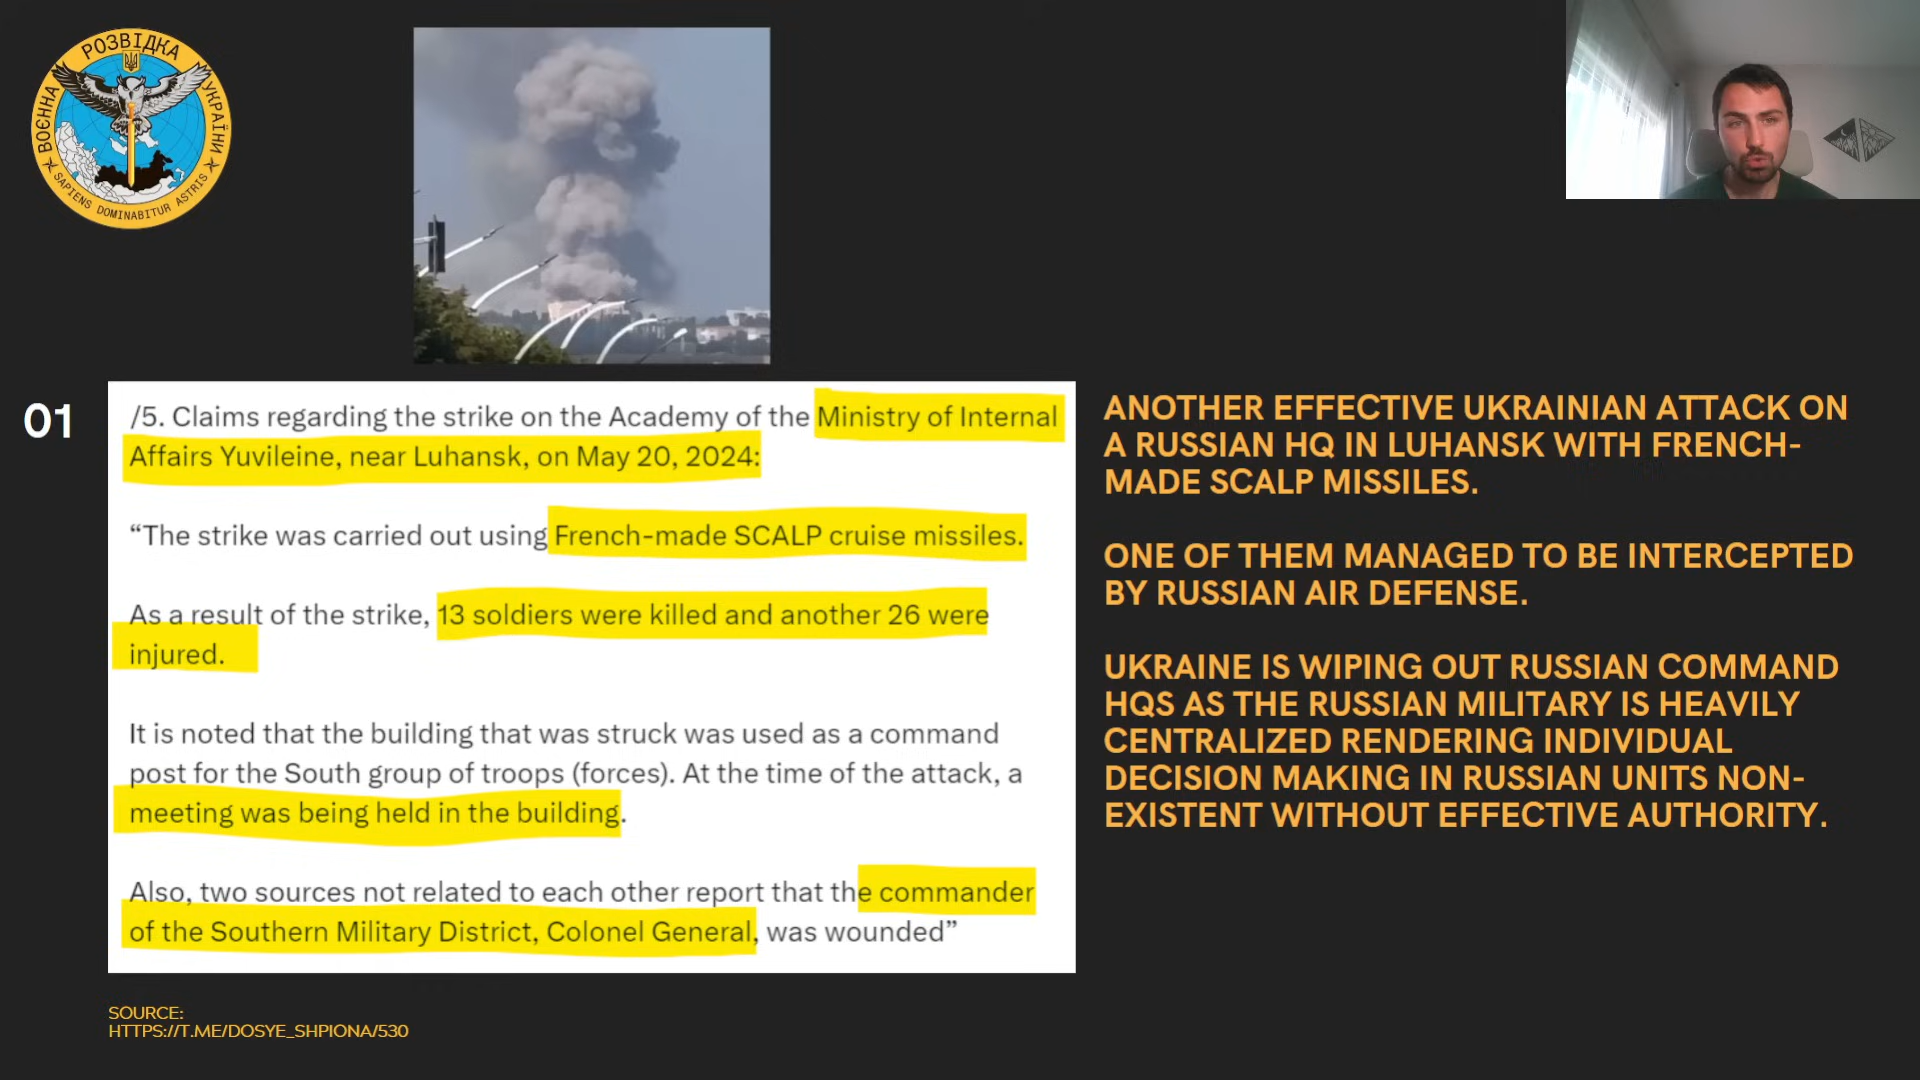 ВОЄННА РОЗВІДКА УКРАЇНИ
SAPIENS DOMINABITUR ASTRIS
01
/5. Claims regarding the strike on the Academy of the Ministry of Internal
Affairs Yuvileine, near Luhansk, on May 20, 2024:
“The strike was carried out using French-made SCALP cruise missiles.
As a result of the strike, 13 soldiers were killed and another 26 were
injured.
It is noted that the building that was struck was used as a command
post for the South group of troops (forces). At the time of the attack, a
meeting was being held in the building.
Also, two sources not related to each other report that the commander
of the Southern Military District, Colonel General, was wounded”
ANOTHER EFFECTIVE UKRAINIAN ATTACK ON
A RUSSIAN HQ IN LUHANSK WITH FRENCH-
MADE SCALP MISSILES.
ONE OF THEM MANAGED TO BE INTERCEPTED
BY RUSSIAN AIR DEFENSE.
UKRAINE IS WIPING OUT RUSSIAN COMMAND
HQS AS THE RUSSIAN MILITARY IS HEAVILY
CENTRALIZED RENDERING INDIVIDUAL
DECISION MAKING IN RUSSIAN UNITS NON-
EXISTENT WITHOUT EFFECTIVE AUTHORITY.
SOURCE:
HTTPS://T.ME/DOSYE_SHPIONA/530